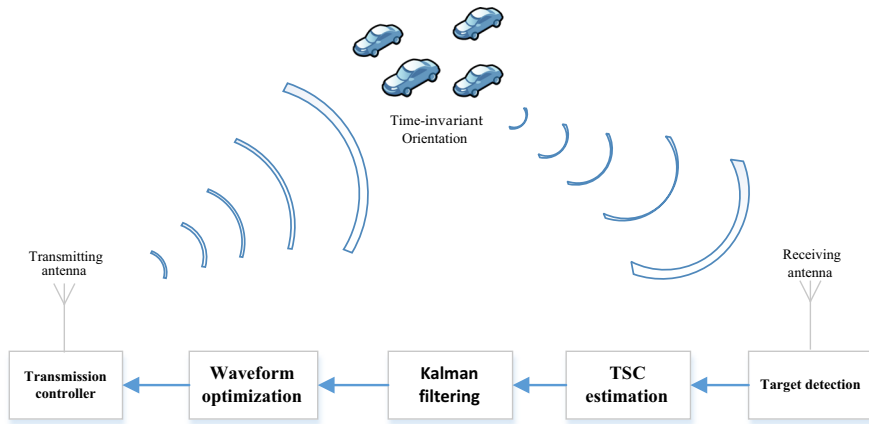 Time-invariant
Orientation
Transmitting
antenna
Receiving
antenna
Transmission
controller
Waveform
optimization
Kalman
filtering
TSC
estimation
Target detection